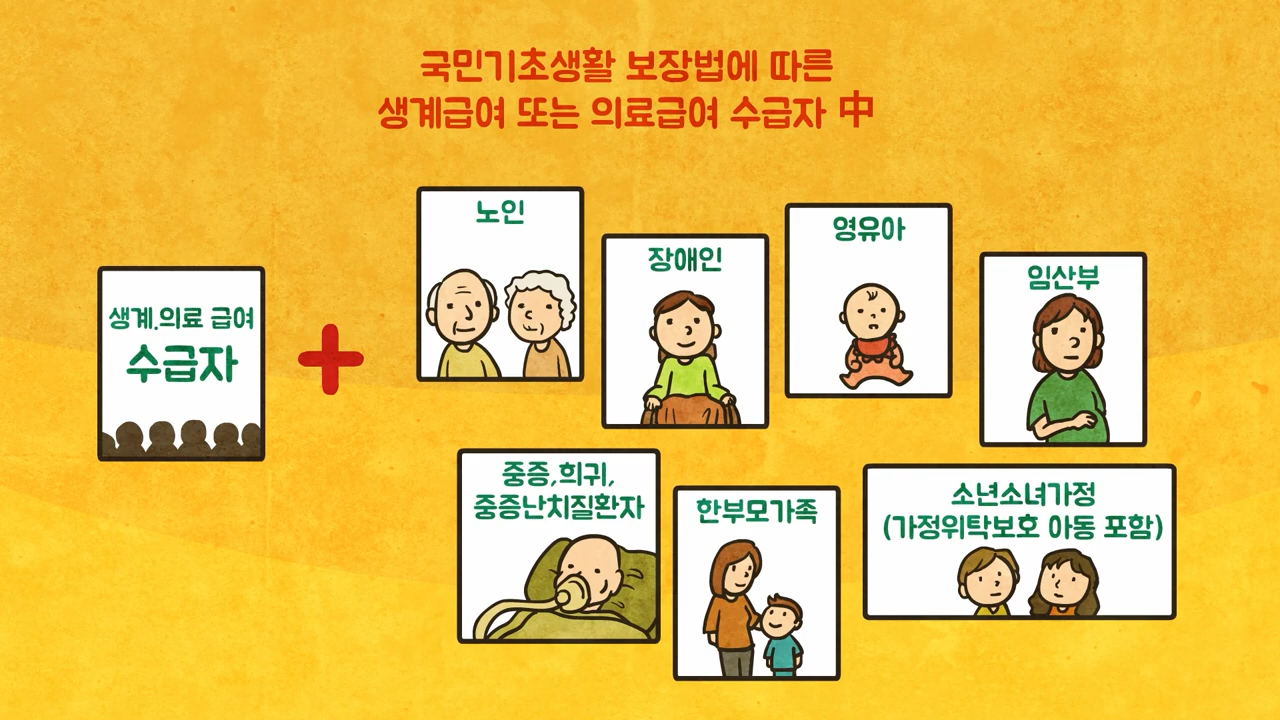 국민기초생활 보장법에 따른
생계급여 또는 의료급여 수급자 中
생계.의료 급여
수급자
노인
장애인
영유아
임산부
중증,희귀,
중증난치질환자
한부모가족
소년소녀가정
(가정위탁보호 아동 포함)